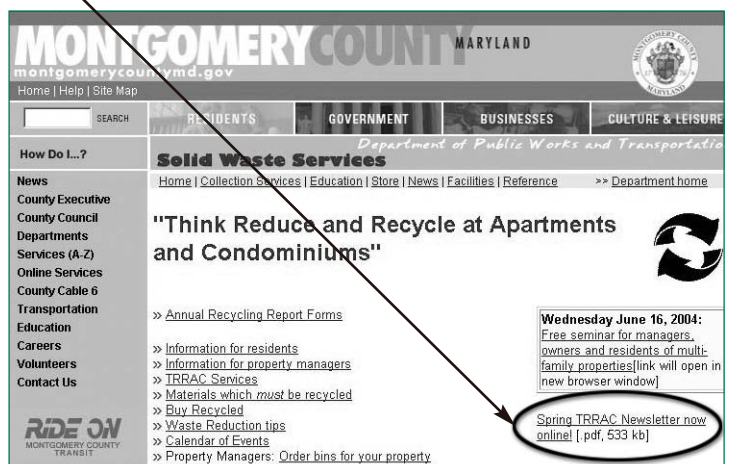 MONTGOMERYCOUNTY MARYLAND
montgomerycountymd.gov
Home | Help | Site Map
SEARCH
RESIDENTS GOVERNMENT BUSINESSES CULTURE & LEISURE
Department of Public Works and Transportatio
How Do I...?
Solid Waste Services
Home | Collection Services | Education | Store | News | Facilities | Reference >> Department home
News
County Executive
County Council
Departments
Services (A-Z)
Online Services
County Cable 6
Transportation
Education
Careers
Volunteers
Contact Us
RIDE ON
MONTGOMERY COUNTY
TRANSIT
"Think Reduce and Recycle at Apartments
and Condominiums"
» Annual Recycling Report Forms
» Information for residents
» Information for property managers
» TRRAC Services
» Materials which must be recycled
» Buy Recycled
» Waste Reduction tips
» Calendar of Events
» Property Managers: Order bins for your property
Wednesday June 16, 2004:
Free seminar for managers,
owners and residents of multi-
family properties[link will open in
new browser window]
Spring TRRAC Newsletter now
online! [.pdf, 533 kb]